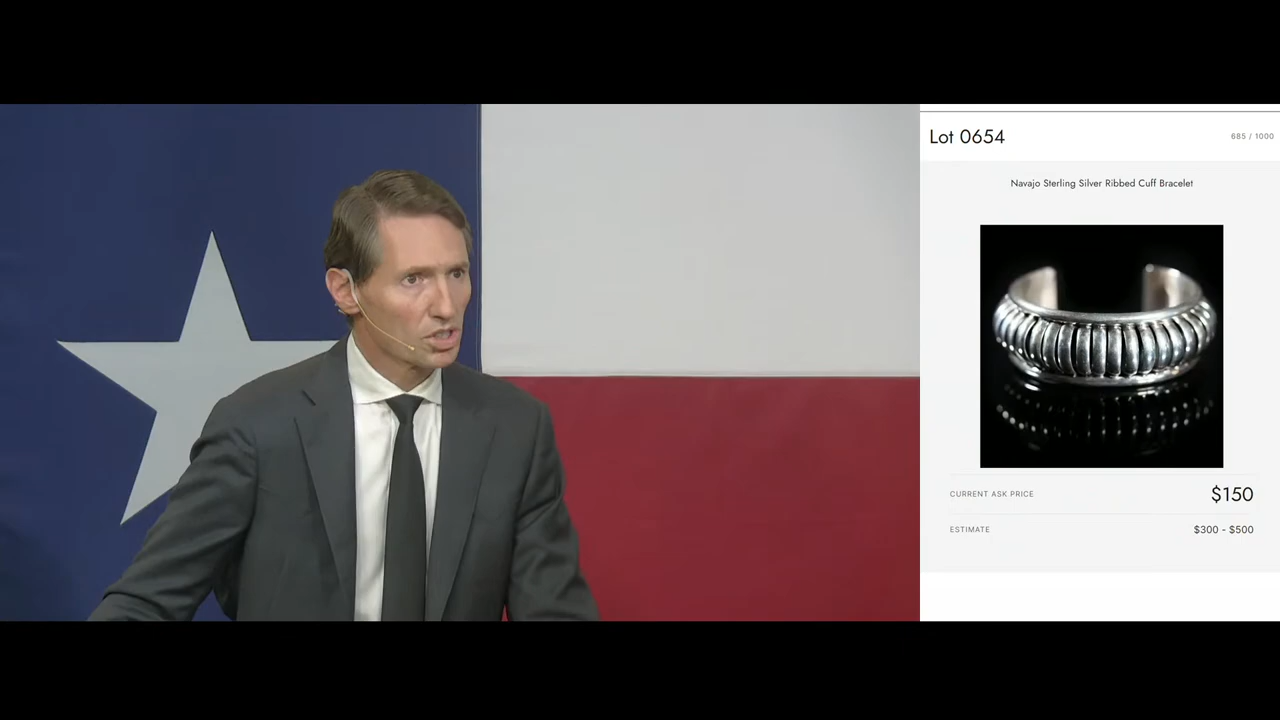 Lot 0654
685 / 1000
Navajo Sterling Silver Ribbed Cuff Bracelet
CURRENT ASK PRICE
$150
ESTIMATE
$300 - $500